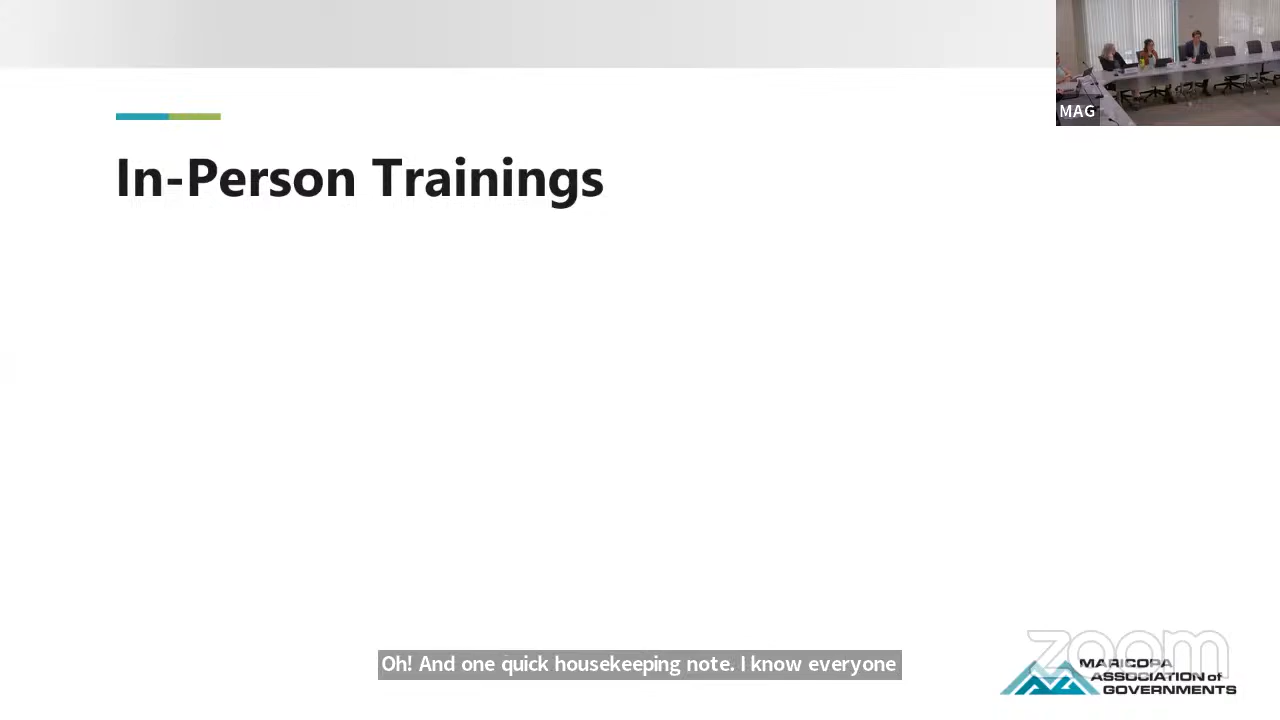 MAG
In-Person Trainings
Oh! And one quick housekeeping note. I know everyone
zoom
MARICOPA
ASSOCIATION of
GOVERNMENTS